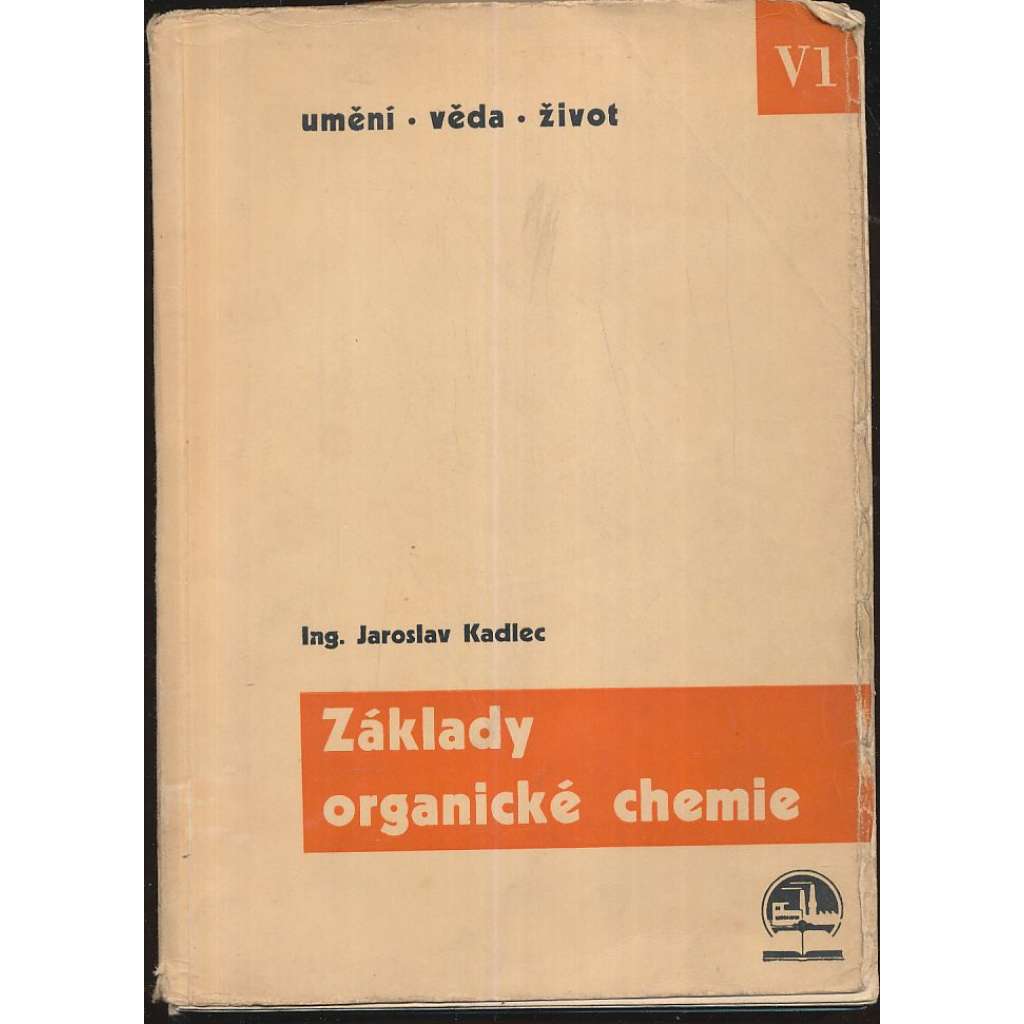 V1
umění • věda • život
Ing. Jaroslav Kadlec
Základy
organické chemie